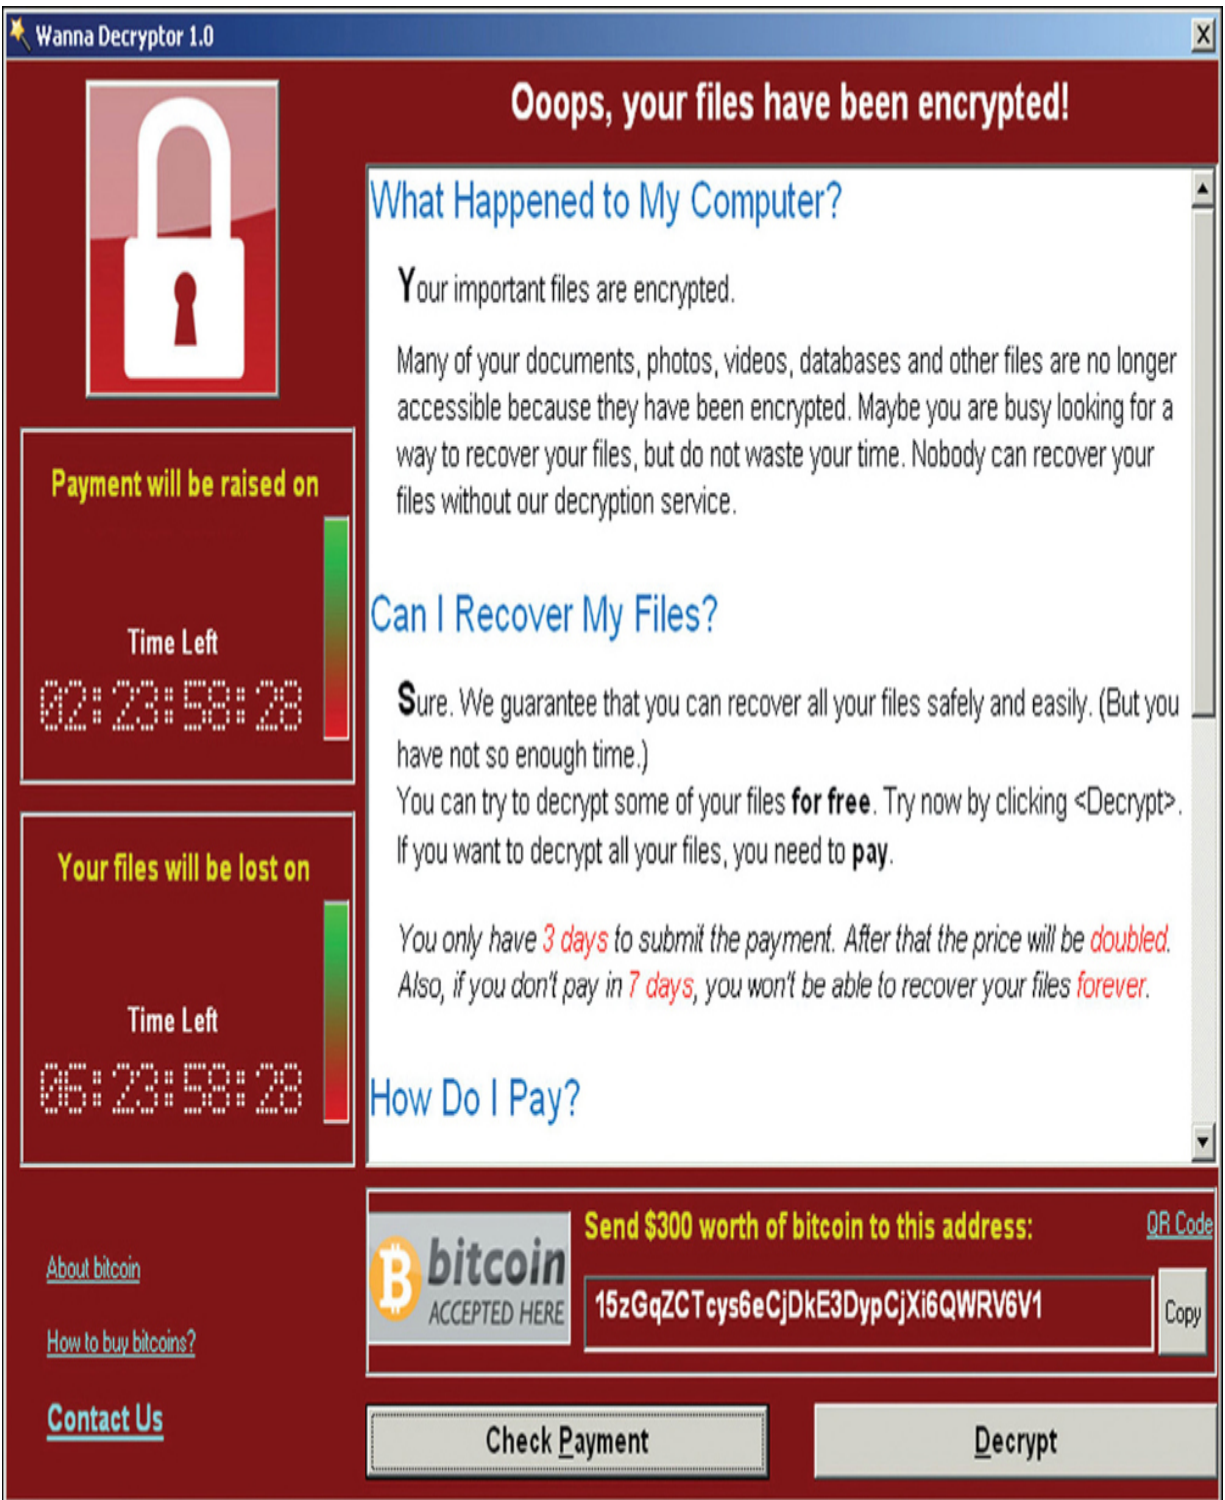 Wanna Decryptor 1.0
Ooops, your files have been encrypted!
What Happened to My Computer?
Your important files are encrypted.
Many of your documents, photos, videos, databases and other files are no longer
accessible because they have been encrypted. Maybe you are busy looking for a
way to recover your files, but do not waste your time. Nobody can recover your
files without our decryption service.
Can I Recover My Files?
Sure. We guarantee that you can recover all your files safely and easily. (But you
have not so enough time.)
You can try to decrypt some of your files for free. Try now by clicking <Decrypt>.
If you want to decrypt all your files, you need to pay.
You only have 3 days to submit the payment. After that the price will be doubled.
Also, if you don't pay in 7 days, you won't be able to recover your files forever.
How Do I Pay?
Payment will be raised on
Time Left
02:23:58:28
Your files will be lost on
Time Left
06:23:58:28
About bitcoin
How to buy bitcoins?
Contact Us
bitcoin
ACCEPTED HERE
Send $300 worth of bitcoin to this address:
QR Code
15zGqZCTcys6eCjDkE3DypCjXi6QWRV6V1
Copy
Check Payment
Decrypt